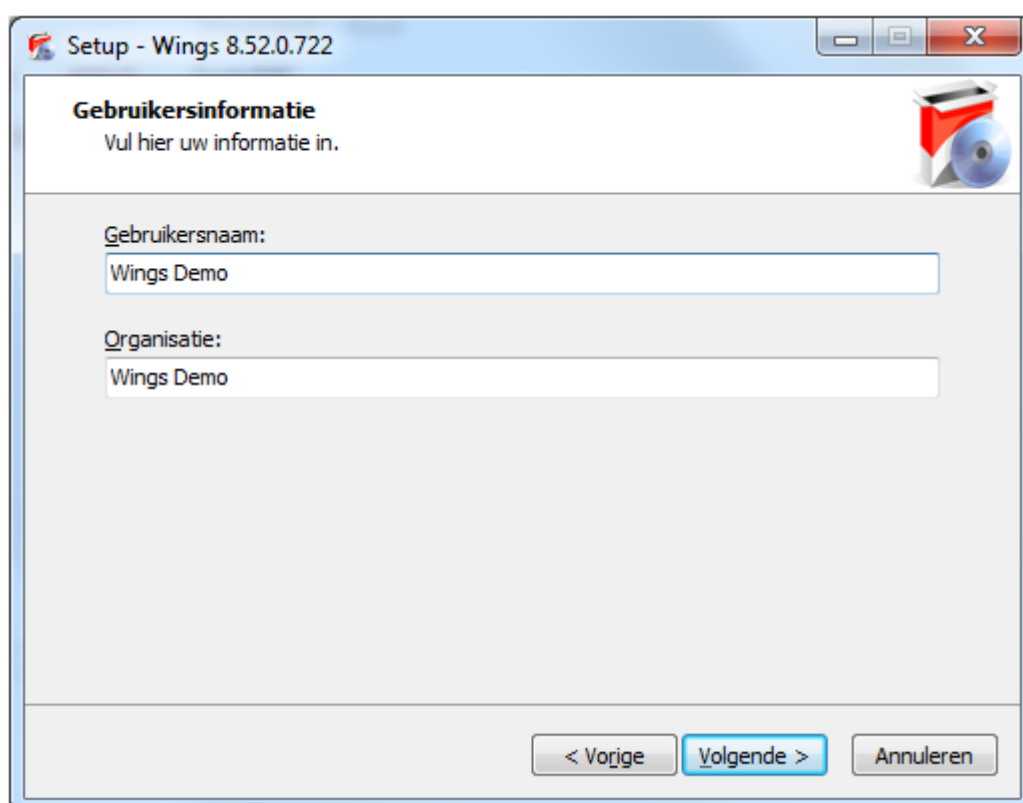 Setup - Wings 8.52.0.722
Gebruikersinformatie
Vul hier uw informatie in.
Gebruikersnaam:
Wings Demo
Organisatie:
Wings Demo
< Vorige
Volgende >
Annuleren